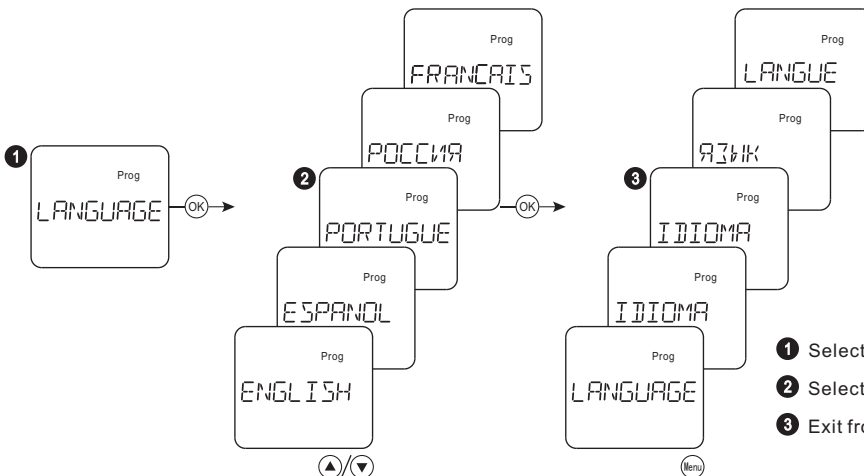 1
Prog
LANGUAGE
OK
Prog
FRANCAIS
Prog
РОССИЯ
2
Prog
PORTUGUE
Prog
ESPANOL
Prog
ENGLISH
OK
Prog
LANGUE
Prog
ЯЗЫК
3
Prog
IDIOMA
Prog
IDIOMA
Prog
LANGUAGE
Menu
1 Select
2 Select
3 Exit